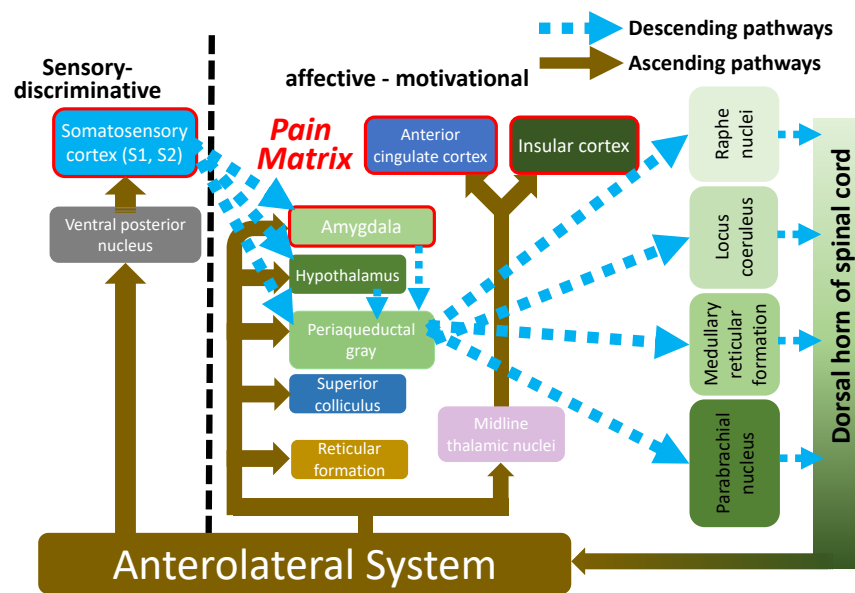 Descending pathways
Ascending pathways
Sensory-
discriminative
affective - motivational
Somatosensory
cortex (S1, S2)
Pain
Matrix
Anterior
cingulate cortex
Insular cortex
Raphe
nuclei
Ventral posterior
nucleus
Amygdala
Hypothalamus
Periaqueductal
gray
Superior
colliculus
Reticular
formation
Midline
thalamic nuclei
Locus
coeruleus
Medullary
reticular
formation
Parabrachial
nucleus
Dorsal horn of spinal cord
Anterolateral System